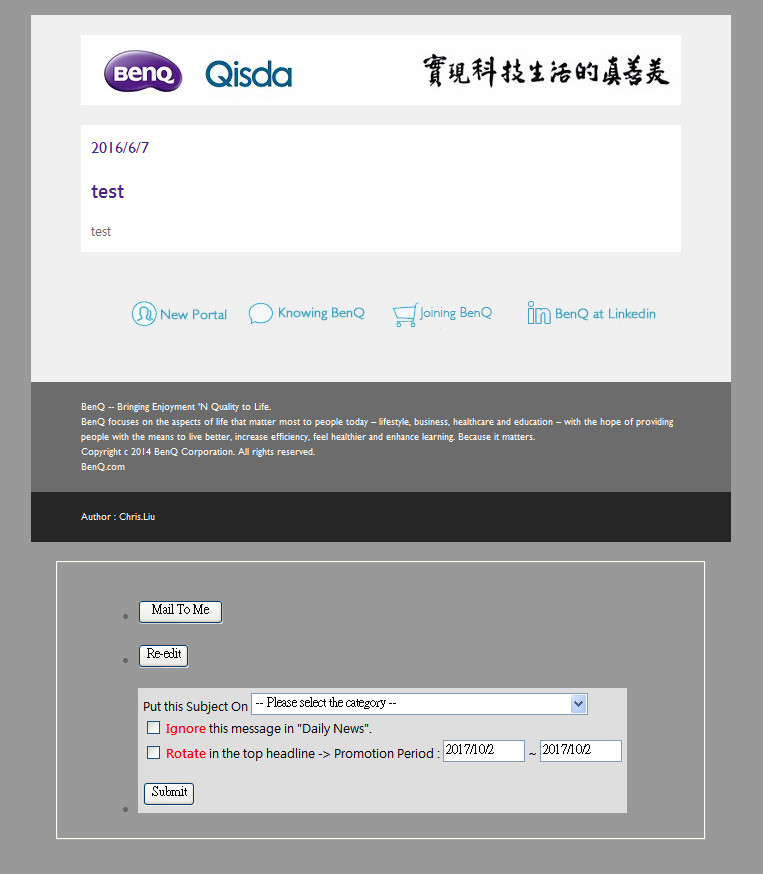 BenQ Qisda 實現科技生活的真善美
2016/6/7
test
test
New Portal Knowing BenQ Joining BenQ BenQ at Linkedin
BenQ -- Bringing Enjoyment 'N Quality to Life.
BenQ focuses on the aspects of life that matter most to people today – lifestyle, business, healthcare and education – with the hope of providing
people with the means to live better, increase efficiency, feel healthier and enhance learning. Because it matters.
Copyright c 2014 BenQ Corporation. All rights reserved.
BenQ.com
Author : Chris.Liu
Mail To Me
Re-edit
Put this Subject On -- Please select the category --
Ignore this message in "Daily News".
Rotate in the top headline -> Promotion Period : 2017/10/2 ~ 2017/10/2
Submit